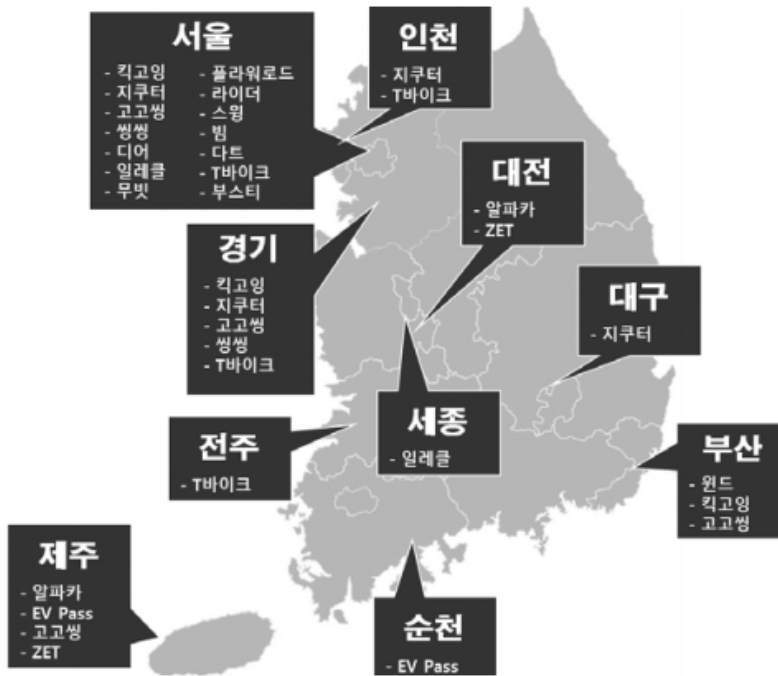 서울
- 킥고잉
- 지쿠터
- 고고씽
- 씽씽
- 디어
- 일레클
- 무빗
- 플라워로드
- 라이더
- 스윙
- 빔
- 다트
- T바이크
- 부스티
인천
- 지쿠터
- T바이크
대전
- 알파카
- ZET
경기
- 킥고잉
- 지쿠터
- 고고씽
- 씽씽
- T바이크
대구
- 지쿠터
세종
- 일레클
전주
- T바이크
부산
- 윈드
- 킥고잉
- 고고씽
제주
- 알파카
- EV Pass
- 고고씽
- ZET
순천
- EV Pass